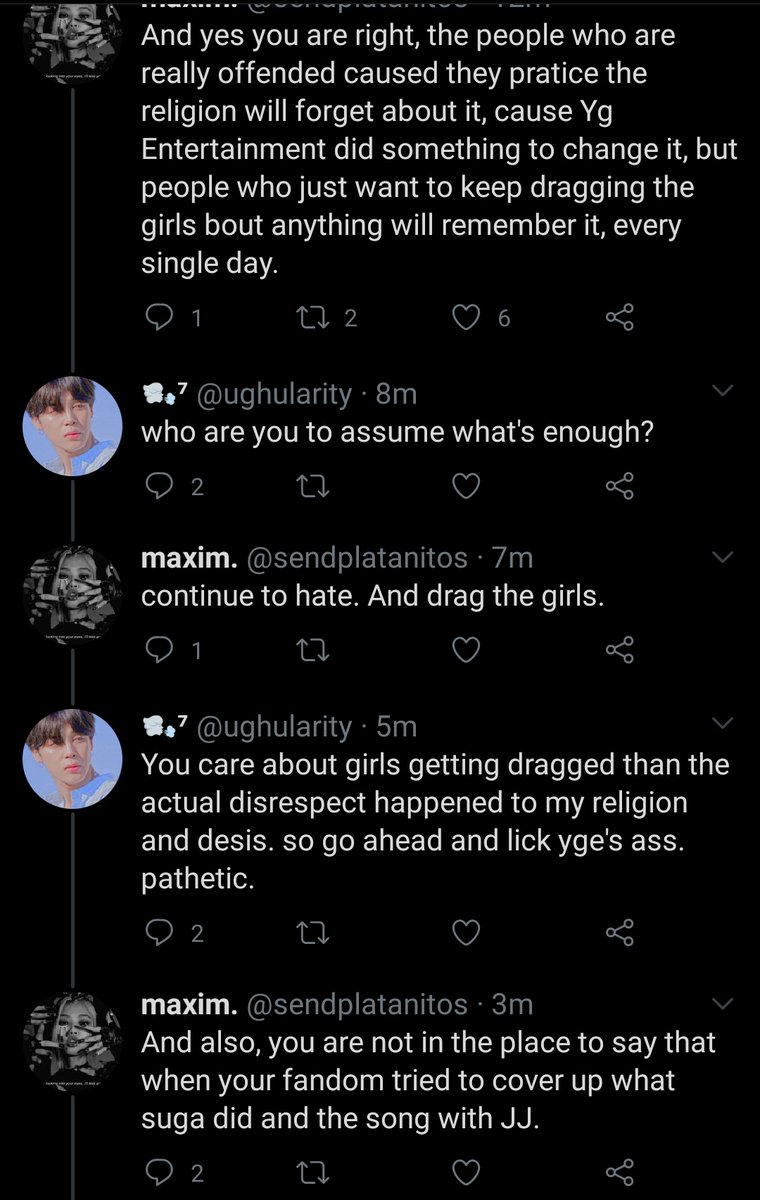 maxim. @sendplatanitos · 12m
And yes you are right, the people who are
really offended caused they pratice the
religion will forget about it, cause Yg
Entertainment did something to change it, but
people who just want to keep dragging the
girls bout anything will remember it, every
single day.
1 2 6
7 @ughularity · 8m
who are you to assume what's enough?
2
maxim. @sendplatanitos · 7m
continue to hate. And drag the girls.
1
7 @ughularity · 5m
You care about girls getting dragged than the
actual disrespect happened to my religion
and desis. so go ahead and lick yge's ass.
pathetic.
2
maxim. @sendplatanitos · 3m
And also, you are not in the place to say that
when your fandom tried to cover up what
suga did and the song with JJ.
2